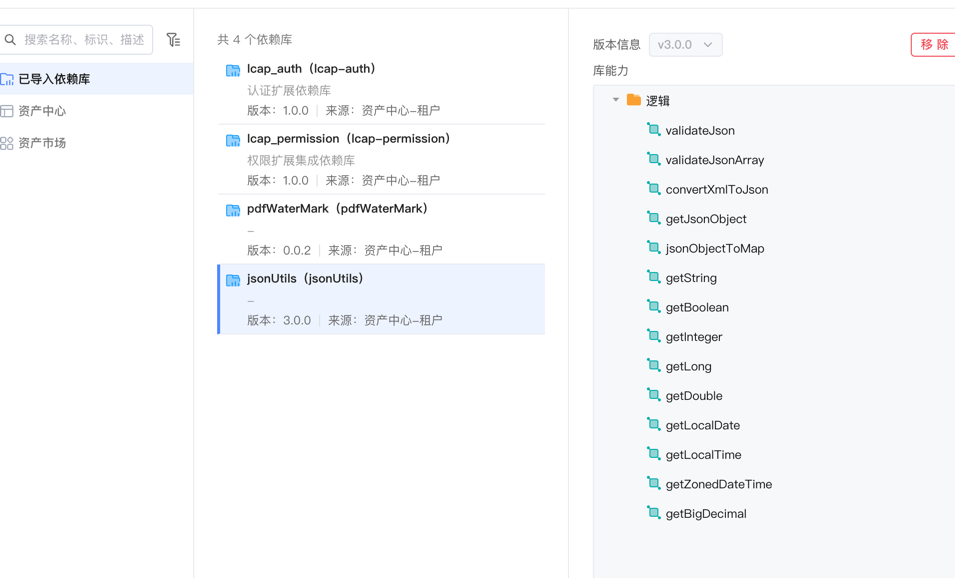 搜索名称、标识、描述
已导入依赖库
资产中心
资产市场
共 4 个依赖库
lcap_auth（lcap-auth）
认证扩展依赖库
版本：1.0.0 来源：资产中心-租户
lcap_permission（lcap-permission）
权限扩展集成依赖库
版本：1.0.0 来源：资产中心-租户
pdfWaterMark（pdfWaterMark）
–
版本：0.0.2 来源：资产中心-租户
jsonUtils（jsonUtils）
–
版本：3.0.0 来源：资产中心-租户
版本信息 v3.0.0 移 除
库能力
逻辑
validateJson
validateJsonArray
convertXmlToJson
getJsonObject
jsonObjectToMap
getString
getBoolean
getInteger
getLong
getDouble
getLocalDate
getLocalTime
getZonedDateTime
getBigDecimal